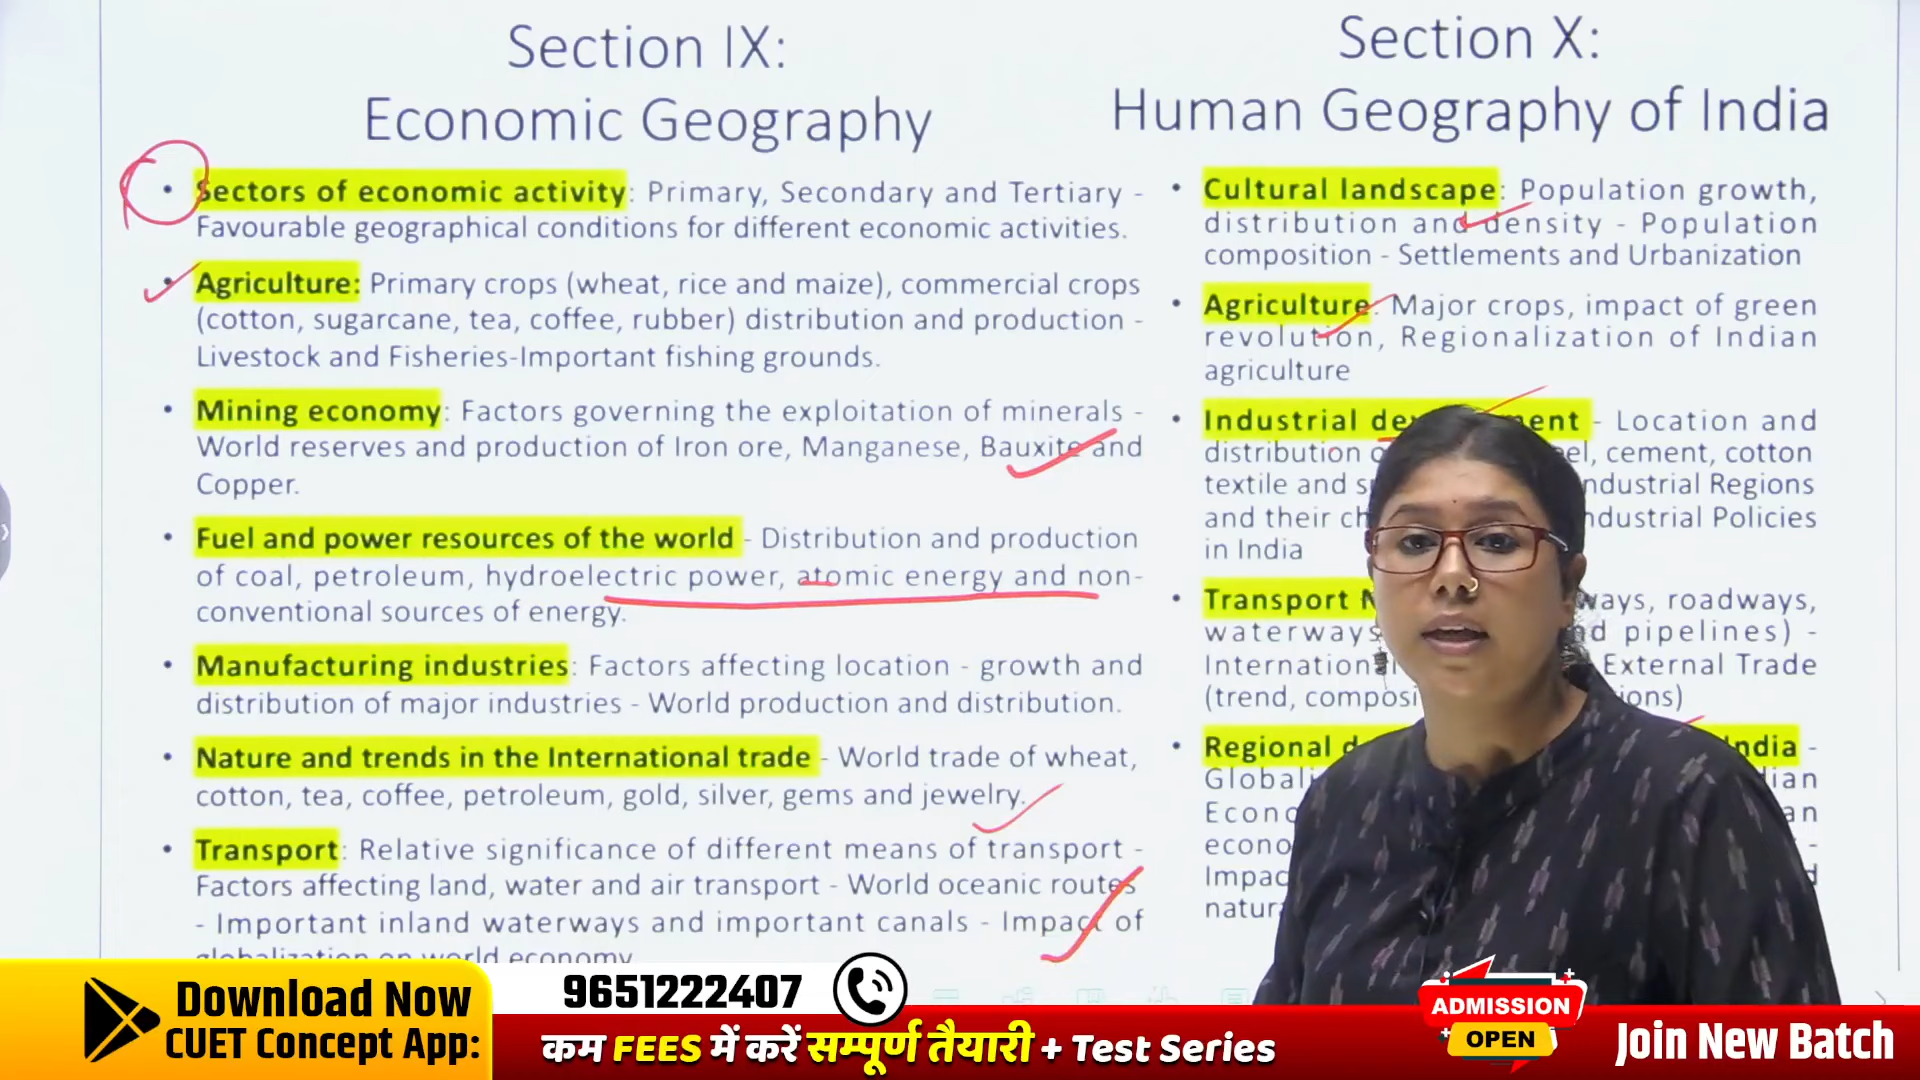 Section IX:
Economic Geography
• Sectors of economic activity: Primary, Secondary and Tertiary -
Favourable geographical conditions for different economic activities.
• Agriculture: Primary crops (wheat, rice and maize), commercial crops
(cotton, sugarcane, tea, coffee, rubber) distribution and production -
Livestock and Fisheries-Important fishing grounds.
• Mining economy: Factors governing the exploitation of minerals -
World reserves and production of Iron ore, Manganese, Bauxite and
Copper.
• Fuel and power resources of the world - Distribution and production
of coal, petroleum, hydroelectric power, atomic energy and non-
conventional sources of energy.
• Manufacturing industries: Factors affecting location - growth and
distribution of major industries - World production and distribution.
• Nature and trends in the International trade - World trade of wheat,
cotton, tea, coffee, petroleum, gold, silver, gems and jewelry.
• Transport: Relative significance of different means of transport -
Factors affecting land, water and air transport - World oceanic routes
- Important inland waterways and important canals - Impact of
globalization on world economy
Section X:
Human Geography of India
• Cultural landscape: Population growth,
distribution and density - Population
composition - Settlements and Urbanization
• Agriculture: Major crops, impact of green
revolution, Regionalization of Indian
agriculture
• Industrial - Location and
distribution cement, cotton
textile and Industrial Regions
and their Industrial Policies
in India
• Transport roadways,
waterways pipelines) -
External Trade
(trend,
• Regional India -
Download Now
CUET Concept App:
9651222407
कम FEES में करें सम्पूर्ण तैयारी + Test Series
ADMISSION
OPEN
Join New Batch